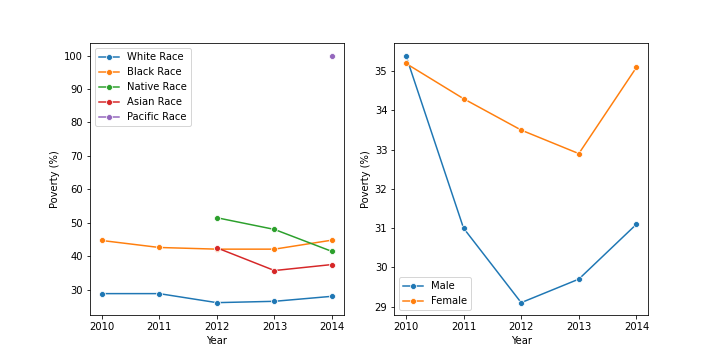 Poverty (%)
100
90
80
70
60
50
40
30
White Race
Black Race
Native Race
Asian Race
Pacific Race
2010 2011 2012 2013 2014
Year
Poverty (%)
35
34
33
32
31
30
29
Male
Female
2010 2011 2012 2013 2014
Year